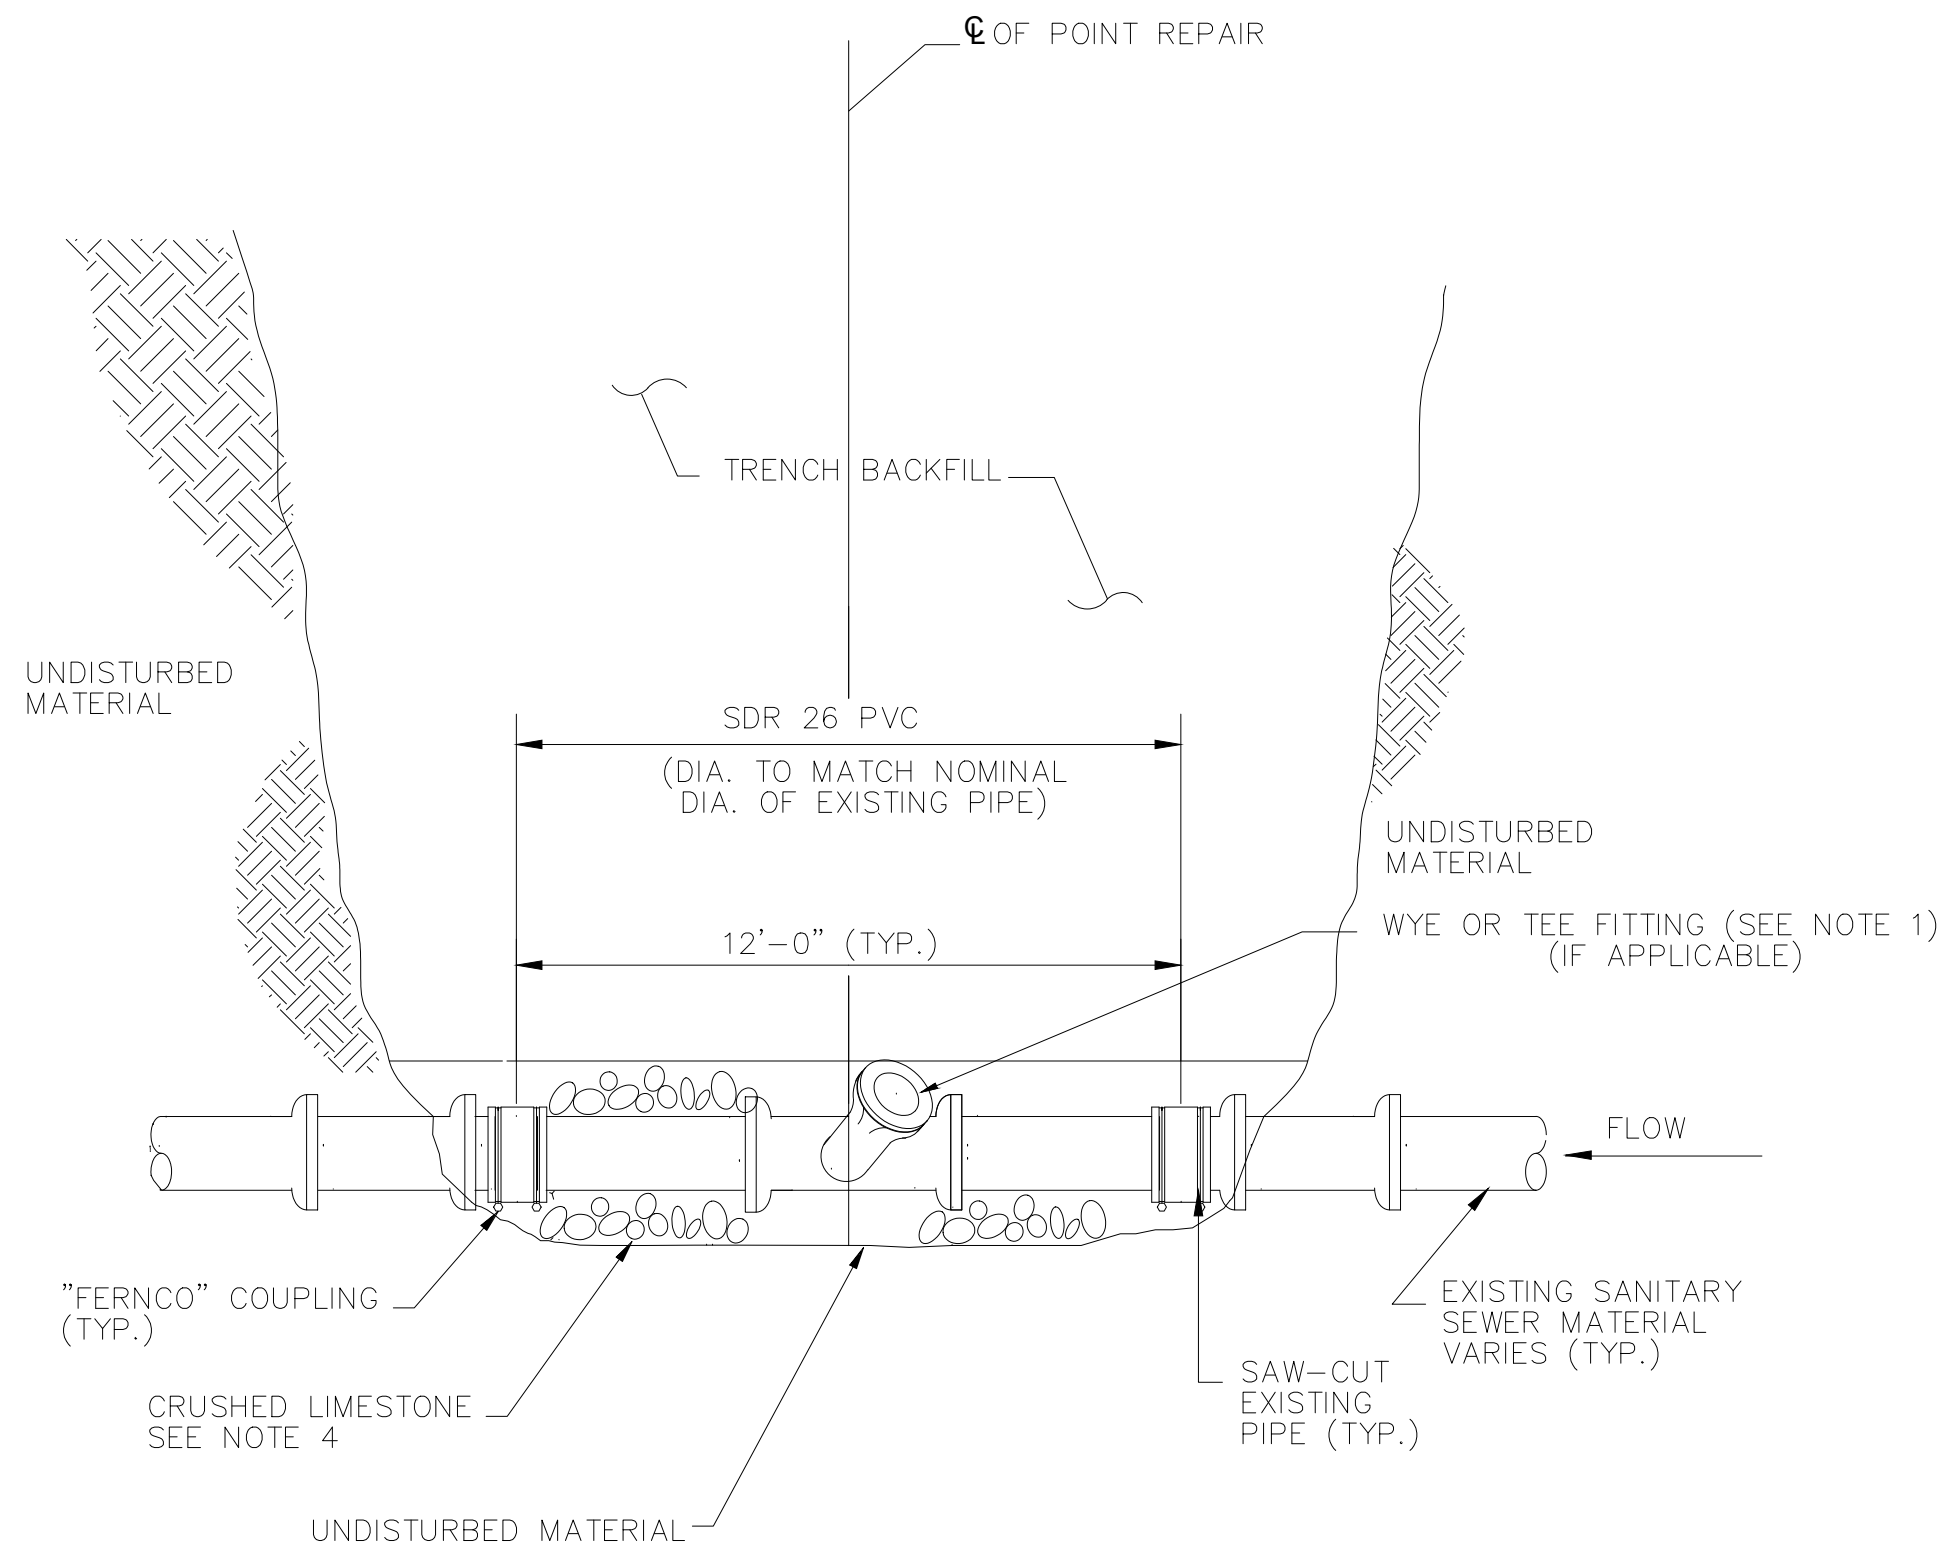 ℄ OF POINT REPAIR
TRENCH BACKFILL
UNDISTURBED
MATERIAL
SDR 26 PVC
(DIA. TO MATCH NOMINAL
DIA. OF EXISTING PIPE)
UNDISTURBED
MATERIAL
WYE OR TEE FITTING (SEE NOTE 1)
(IF APPLICABLE)
12'-0" (TYP.)
FLOW
"FERNCO" COUPLING
(TYP.)
EXISTING SANITARY
SEWER MATERIAL
VARIES (TYP.)
SAW-CUT
EXISTING
PIPE (TYP.)
CRUSHED LIMESTONE
SEE NOTE 4
UNDISTURBED MATERIAL